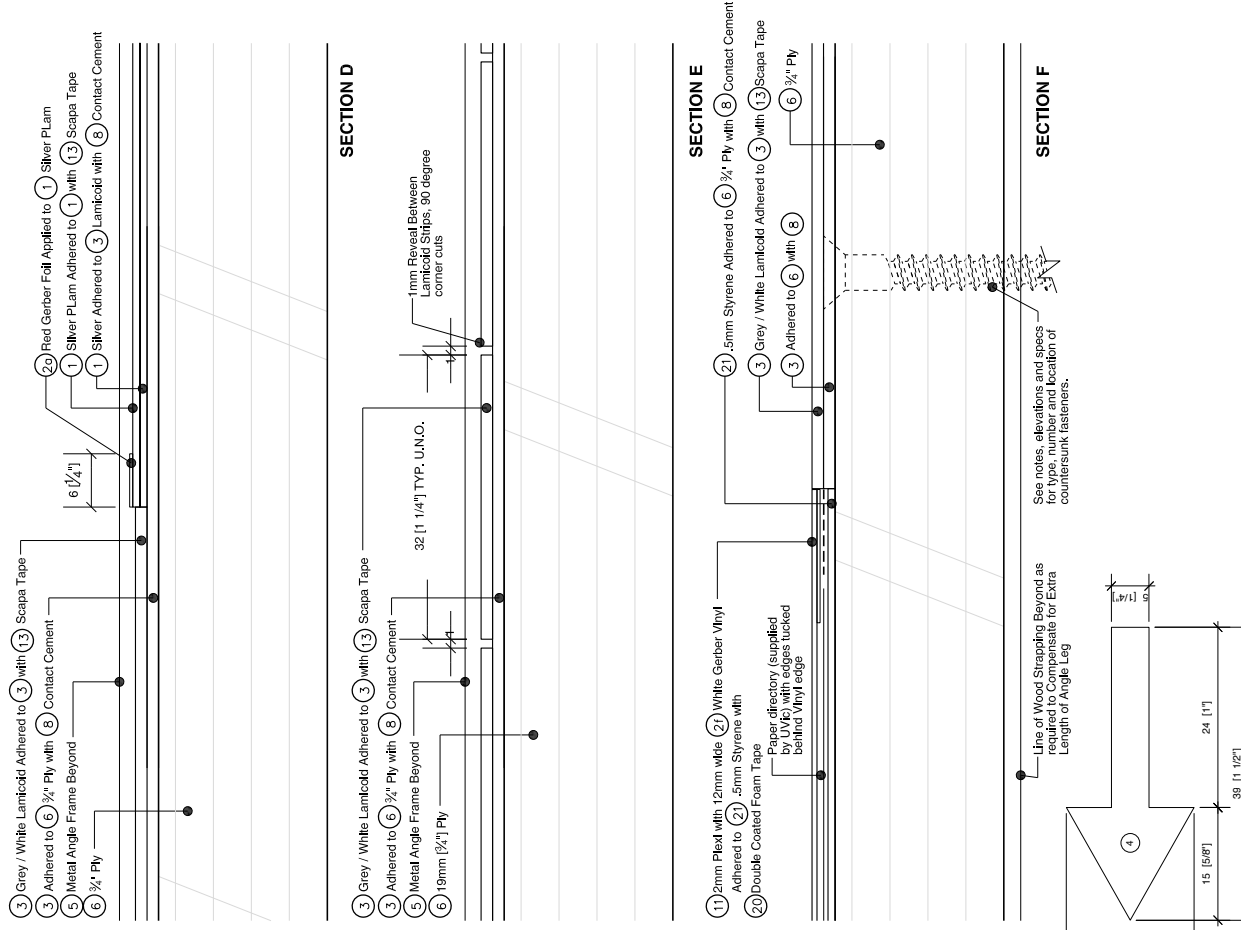 3 Grey / White Lamicoid Adhered to 3 with 13 Scapa Tape
3 Adhered to 6 3/4" Ply with 8 Contact Cement
5 Metal Angle Frame Beyond
6 3/4" Ply
6 [1/4"]
2a Red Gerber Foil Applied to 1 Silver PLam
1 Silver PLam Adhered to 1 with 13 Scapa Tape
1 Silver Adhered to 3 Lamicoid with 8 Contact Cement
SECTION D
3 Grey / White Lamicoid Adhered to 3 with 13 Scapa Tape
3 Adhered to 6 3/4" Ply with 8 Contact Cement
5 Metal Angle Frame Beyond
6 19mm [3/4"] Ply
1
32 [1 1/4"] TYP. U.N.O.
1
1mm Reveal Between
Lamicoid Strips, 90 degree
corner cuts
SECTION E
11 2mm Plexi with 12mm wide 2f White Gerber Vinyl
Adhered to 21 .5mm Styrene with
20 Double Coated Foam Tape
Paper directory (supplied
by UVic) with edges tucked
behind Vinyl edge
21 .5mm Styrene Adhered to 6 3/4" Ply with 8 Contact Cement
3 Grey / White Lamicoid Adhered to 3 with 13 Scapa Tape
3 Adhered to 6 with 8
6 3/4" Ply
Line of Wood Strapping Beyond as
required to Compensate for Extra
Length of Angle Leg
See notes, elevations and specs
for type, number and location of
countersunk fasteners.
SECTION F
4
15 [5/8"]
24 [1"]
39 [1 1/2"]
5 [1/4"]